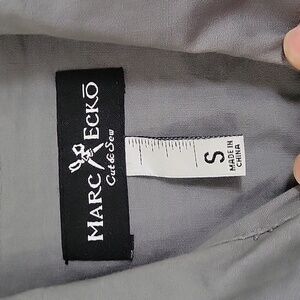 MARC ECKŌ
Cut & Sew
S
MADE IN
CHINA